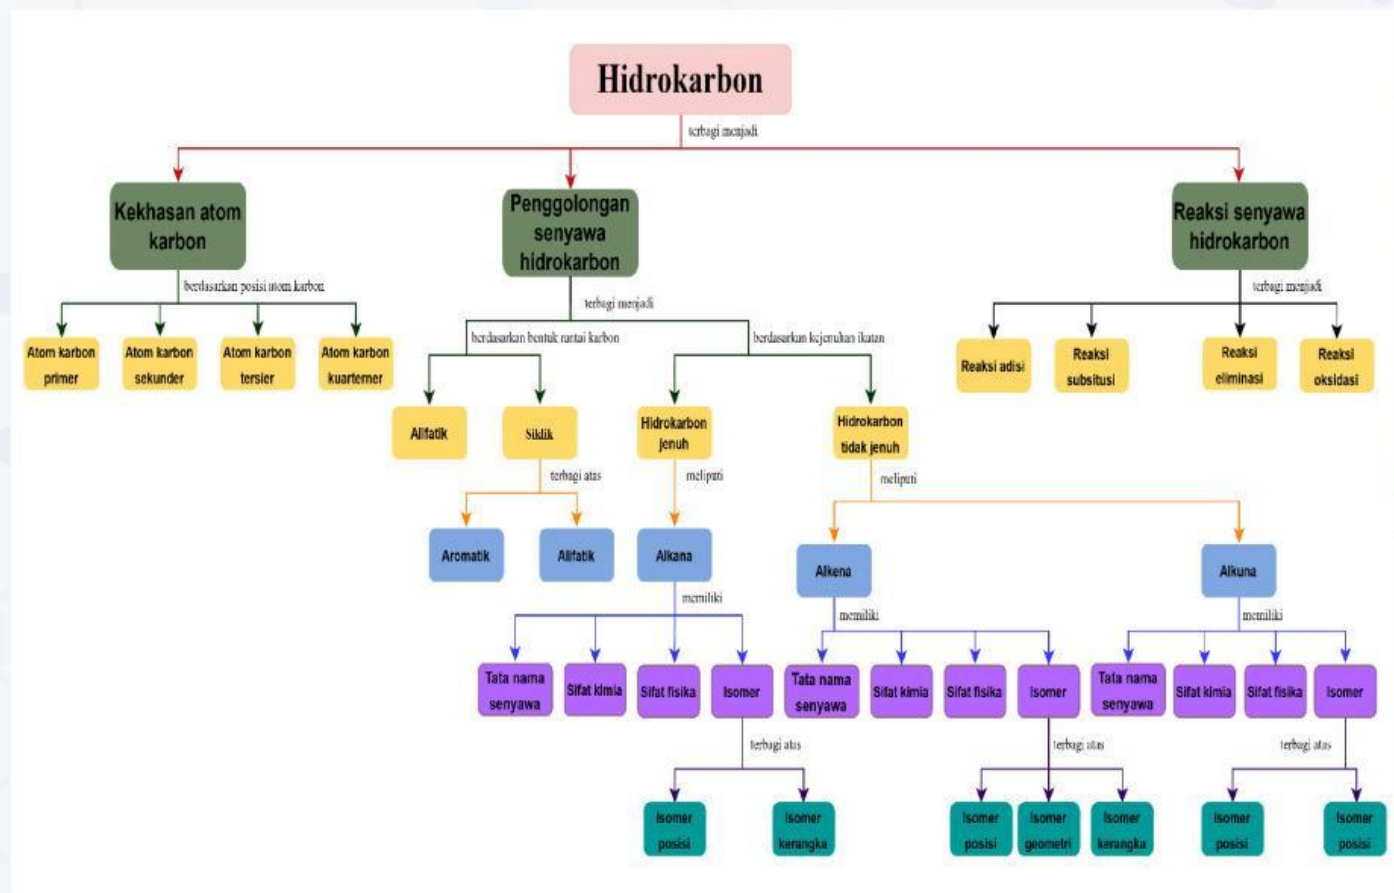 Hidrokarbon
terbagi menjadi
Kekhasan atom
karbon
Penggolongan
senyawa
hidrokarbon
Reaksi senyawa
hidrokarbon
berdasarkan posisi atom karbon
terbagi menjadi
terbagi menjadi
berdasarkan bentuk rantai karbon
berdasarkan kejenuhan ikatan
Atom karbon
primer
Atom karbon
sekunder
Atom karbon
tersier
Atom karbon
kuarterner
Reaksi adisi
Reaksi
subsitusi
Reaksi
eliminasi
Reaksi
oksidasi
Alifatik
Siklik
Hidrokarbon
jenuh
Hidrokarbon
tidak jenuh
terbagi atas
meliputi
meliputi
Aromatik
Alifatik
Alkana
Alkena
Alkuna
memiliki
memiliki
memiliki
Tata nama
senyawa
Sifat kimia
Sifat fisika
Isomer
Tata nama
senyawa
Sifat kimia
Sifat fisika
Isomer
Tata nama
senyawa
Sifat kimia
Sifat fisika
Isomer
terbagi atas
terbagi atas
terbagi atas
Isomer
posisi
Isomer
kerangka
Isomer
posisi
Isomer
geometri
Isomer
kerangka
Isomer
posisi
Isomer
posisi